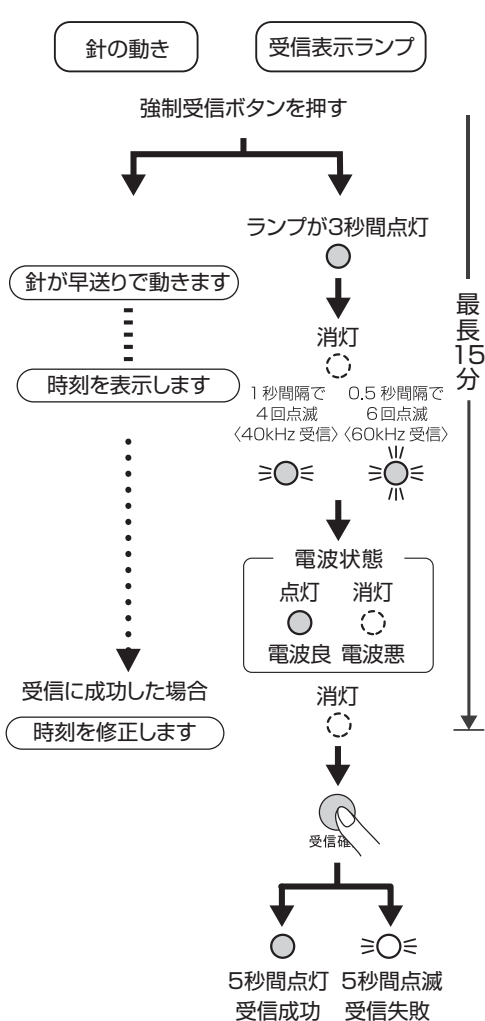 針の動き
受信表示ランプ
強制受信ボタンを押す
ランプが3秒間点灯
針が早送りで動きます
消灯
時刻を表示します
1秒間隔で
4回点滅
〈40kHz 受信〉
0.5 秒間隔で
6回点滅
〈60kHz 受信〉
最長15分
電波状態
点灯 消灯
電波良 電波悪
受信に成功した場合
時刻を修正します
消灯
受信確
5秒間点灯
受信成功
5秒間点滅
受信失敗